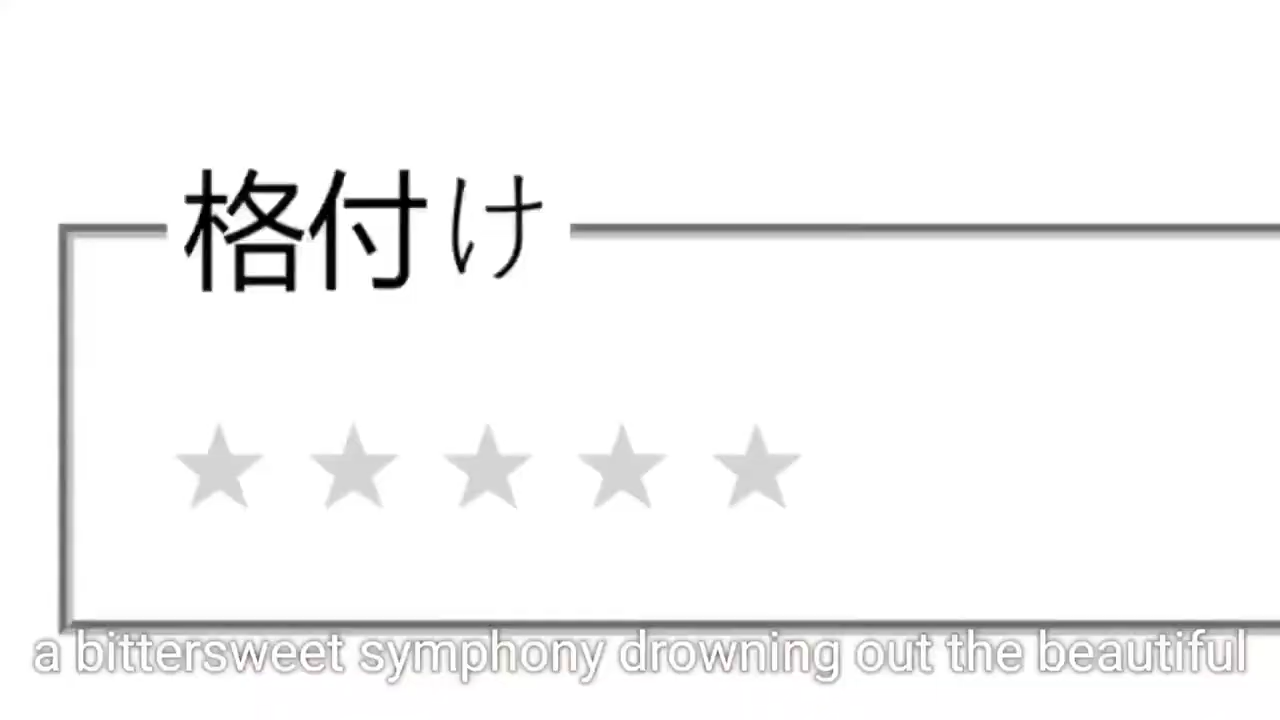 格付け
a bittersweet symphony drowning out the beautiful